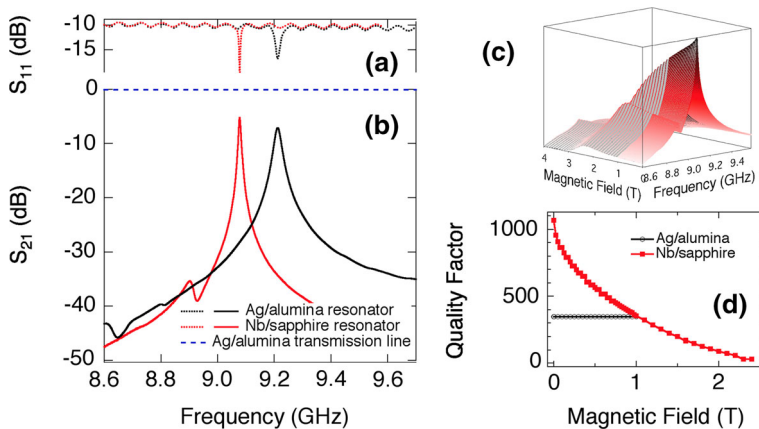 S11 (dB)
-10
-15
(a)
0
-10
-20
-30
-40
-50
S21 (dB)
(b)
Ag/alumina resonator
Nb/sapphire resonator
Ag/alumina transmission line
8.6
8.8
9.0
9.2
9.4
9.6
Frequency (GHz)
(c)
4
3
2
1
0
8.6
8.8
9.0
9.2
9.4
Magnetic Field (T)
Frequency (GHz)
1000
500
0
Quality Factor
Ag/alumina
Nb/sapphire
(d)
0
1
2
Magnetic Field (T)